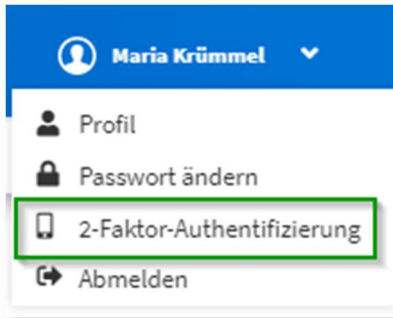 Maria Krümmel
Profil
Passwort ändern
2-Faktor-Authentifizierung
Abmelden